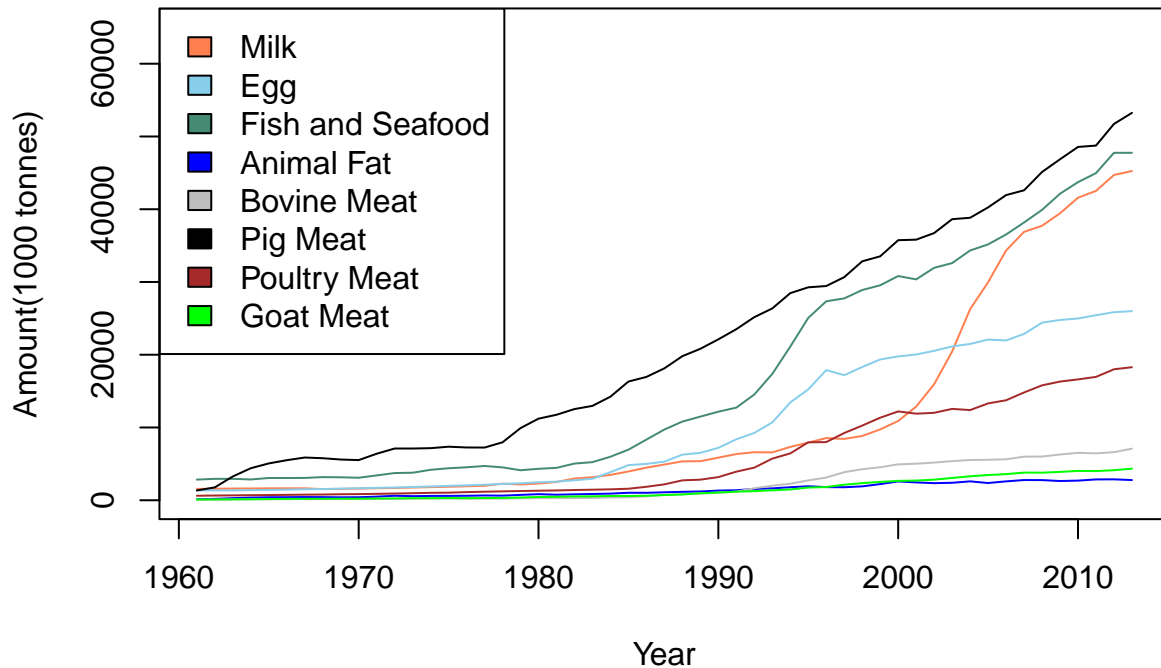 Milk
Egg
Fish and Seafood
Animal Fat
Bovine Meat
Pig Meat
Poultry Meat
Goat Meat
Amount(1000 tonnes)
60000
40000
20000
0
1960 1970 1980 1990 2000 2010
Year